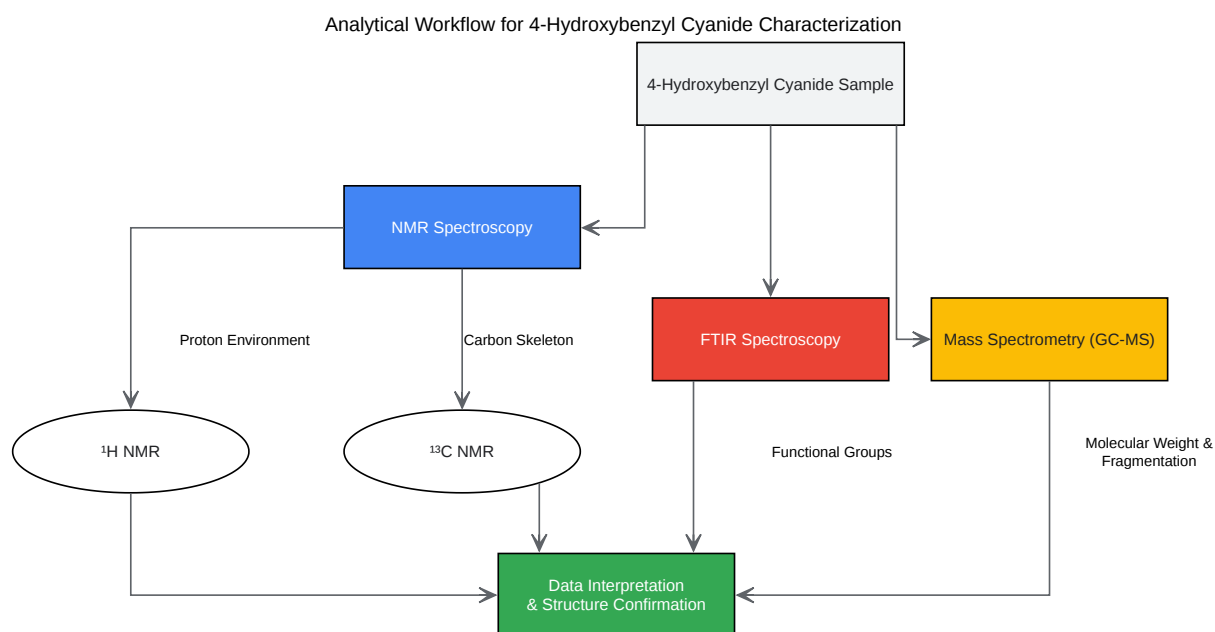 Analytical Workflow for 4-Hydroxybenzyl Cyanide Characterization
4-Hydroxybenzyl Cyanide Sample
NMR Spectroscopy
FTIR Spectroscopy
Mass Spectrometry (GC-MS)
Proton Environment
Carbon Skeleton
¹H NMR
¹³C NMR
Functional Groups
Molecular Weight &
Fragmentation
Data Interpretation
& Structure Confirmation